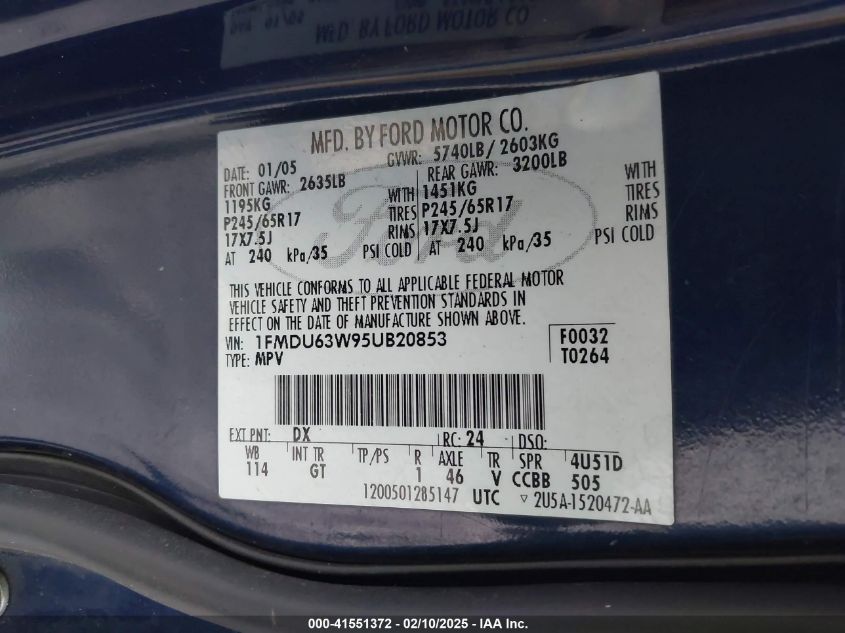 MFD. BY FORD MOTOR CO.
MFD. BY FORD MOTOR CO.
DATE: 01/05 GVWR: 5740LB/ 2603KG
FRONT GAWR: 2635LB REAR GAWR: 3200LB
1195KG WITH 1451KG WITH
P245/65R17 TIRES P245/65R17 TIRES
17X7.5J RIMS 17X7.5J RIMS
AT 240 kPa/35 PSI COLD AT 240 kPa/35 PSI COLD
Ford
THIS VEHICLE CONFORMS TO ALL APPLICABLE FEDERAL MOTOR
VEHICLE SAFETY AND THEFT PREVENTION STANDARDS IN
EFFECT ON THE DATE OF MANUFACTURE SHOWN ABOVE.
VIN: 1FMDU63W95UB20853 F0032
TYPE: MPV T0264
EXT PNT: DX RC: 24 DSO:
WB INT TR TP/PS R AXLE TR SPR 4U51D
114 GT 1 46 V CCBB 505
1200501285147 UTC ▽ 2U5A-1520472-AA
000-41551372 - 02/10/2025 - IAA Inc.